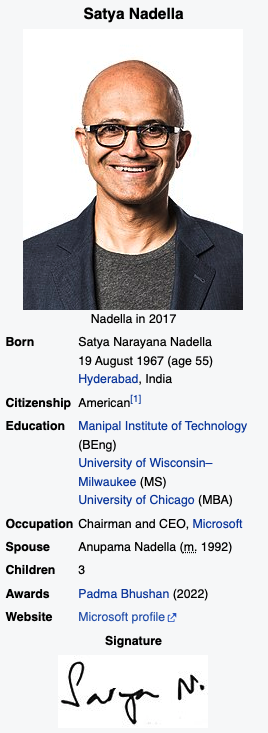 Satya Nadella
Nadella in 2017
Born Satya Narayana Nadella
19 August 1967 (age 55)
Hyderabad, India
Citizenship American[1]
Education Manipal Institute of Technology
(BEng)
University of Wisconsin–
Milwaukee (MS)
University of Chicago (MBA)
Occupation Chairman and CEO, Microsoft
Spouse Anupama Nadella (m. 1992)
Children 3
Awards Padma Bhushan (2022)
Website Microsoft profile
Signature
Satya N.